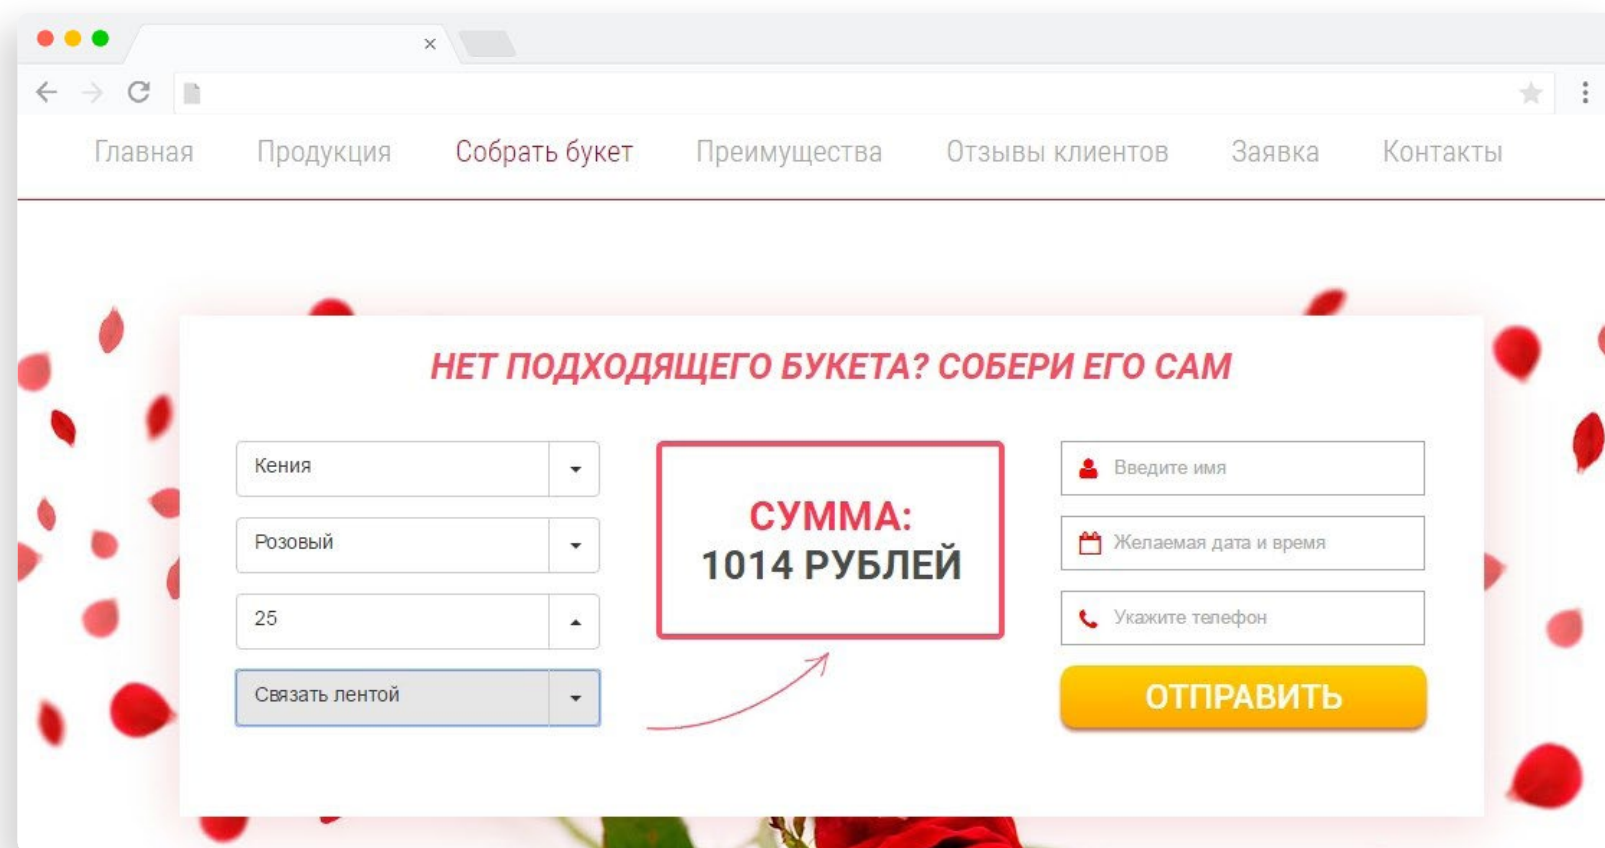 Главная Продукция Собрать букет Преимущества Отзывы клиентов Заявка Контакты
НЕТ ПОДХОДЯЩЕГО БУКЕТА? СОБЕРИ ЕГО САМ
Кения
Розовый
25
Связать лентой
СУММА:
1014 РУБЛЕЙ
Введите имя
Желаемая дата и время
Укажите телефон
ОТПРАВИТЬ